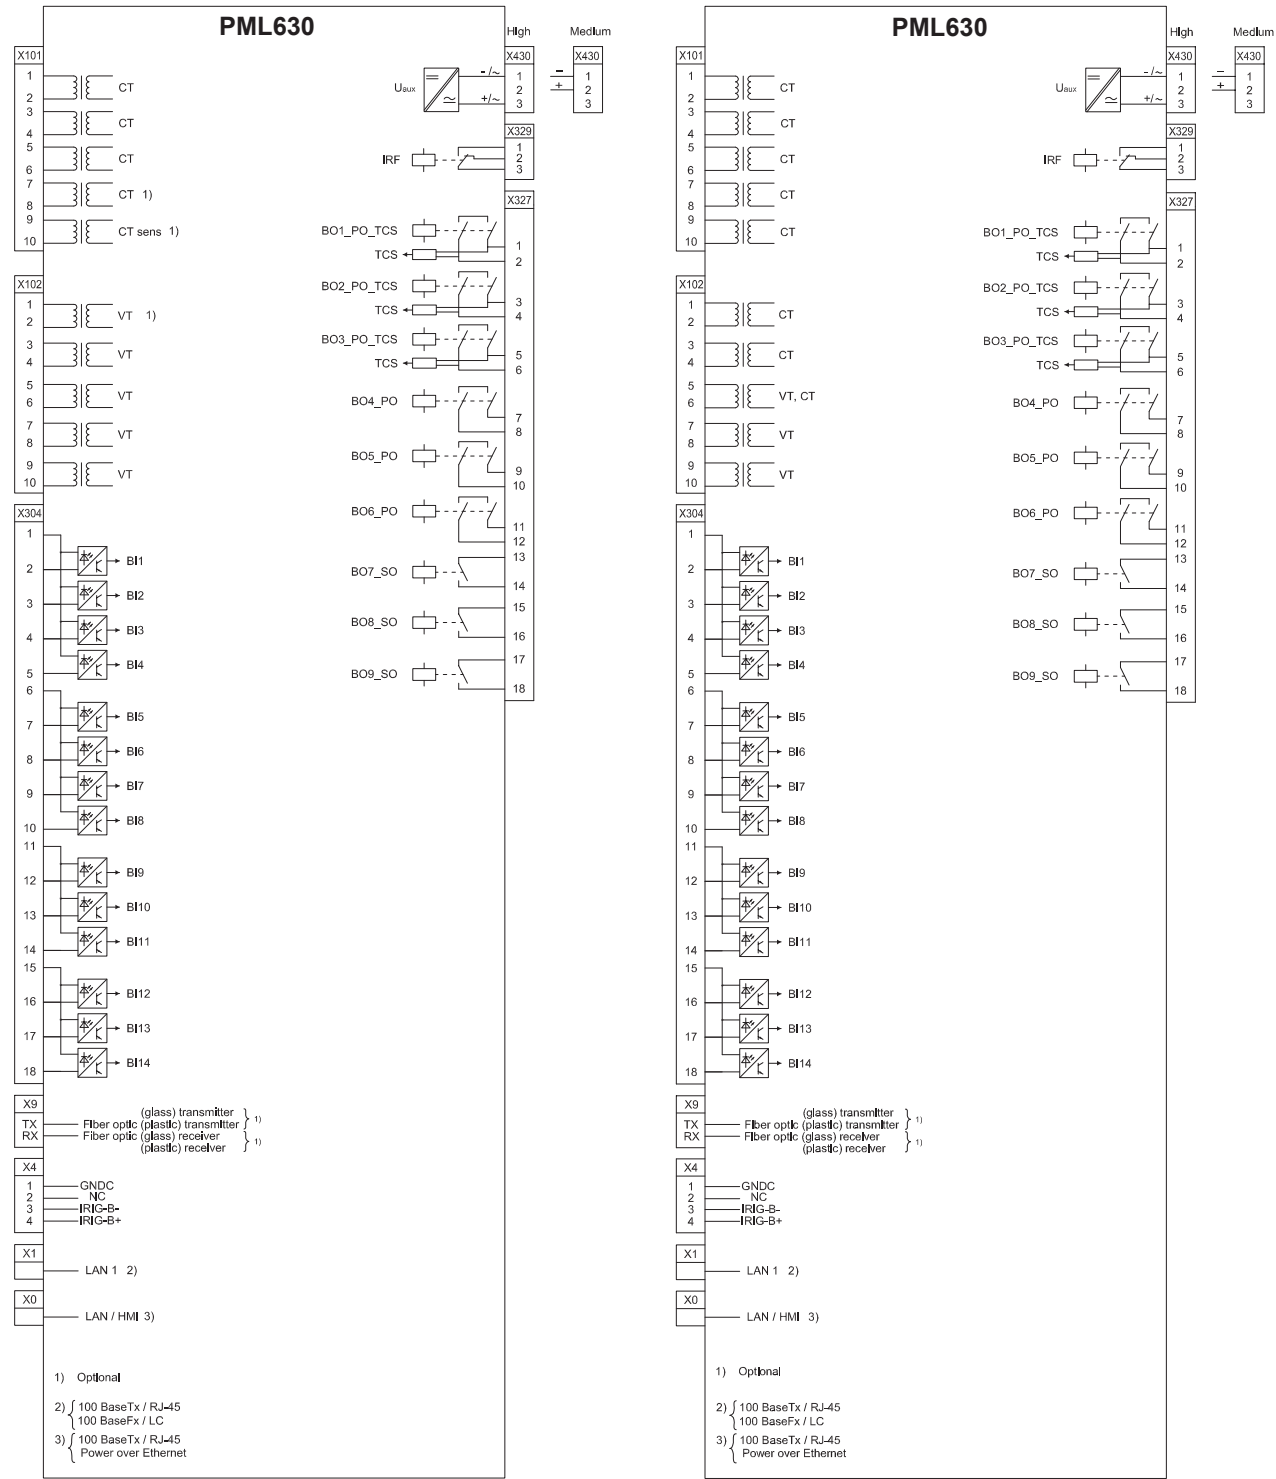 PML630
High Medium
X101
1
2
3
4
5
6
7
8
9
10
CT
CT
CT
CT 1)
CT sens 1)
X102
1
2
3
4
5
6
7
8
9
10
VT 1)
VT
VT
VT
VT
X304
1
2
3
4
5
6
7
8
9
10
11
12
13
14
15
16
17
18
BI1
BI2
BI3
BI4
BI5
BI6
BI7
BI8
BI9
BI10
BI11
BI12
BI13
BI14
X9
TX
RX
(glass) transmitter
Fiber optic (plastic) transmitter 1)
Fiber optic (glass) receiver
(plastic) receiver 1)
X4
1 GNDC
2 NC
3 IRIG-B-
4 IRIG-B+
X1
LAN 1 2)
X0
LAN / HMI 3)
1) Optional
2) 100 BaseTx / RJ-45
100 BaseFx / LC
3) 100 BaseTx / RJ-45
Power over Ethernet
X430 X430
Uaux
- /~ 1 - 1
2 + 2
+/~ 3 3
X329
IRF
1
2
3
X327
BO1_PO_TCS
TCS
1
2
BO2_PO_TCS
TCS
3
4
BO3_PO_TCS
TCS
5
6
BO4_PO
7
8
BO5_PO
9
10
BO6_PO
11
12
BO7_SO
13
14
BO8_SO
15
16
BO9_SO
17
18
PML630
High Medium
X101
1
2
3
4
5
6
7
8
9
10
CT
CT
CT
CT
CT
X102
1
2
3
4
5
6
7
8
9
10
CT
CT
VT, CT
VT
VT
X304
1
2
3
4
5
6
7
8
9
10
11
12
13
14
15
16
17
18
BI1
BI2
BI3
BI4
BI5
BI6
BI7
BI8
BI9
BI10
BI11
BI12
BI13
BI14
X9
TX
RX
(glass) transmitter
Fiber optic (plastic) transmitter 1)
Fiber optic (glass) receiver
(plastic) receiver 1)
X4
1 GNDC
2 NC
3 IRIG-B-
4 IRIG-B+
X1
LAN 1 2)
X0
LAN / HMI 3)
1) Optional
2) 100 BaseTx / RJ-45
100 BaseFx / LC
3) 100 BaseTx / RJ-45
Power over Ethernet
X430 X430
Uaux
- /~ 1 - 1
2 + 2
+/~ 3 3
X329
IRF
1
2
3
X327
BO1_PO_TCS
TCS
1
2
BO2_PO_TCS
TCS
3
4
BO3_PO_TCS
TCS
5
6
BO4_PO
7
8
BO5_PO
9
10
BO6_PO
11
12
BO7_SO
13
14
BO8_SO
15
16
BO9_SO
17
18